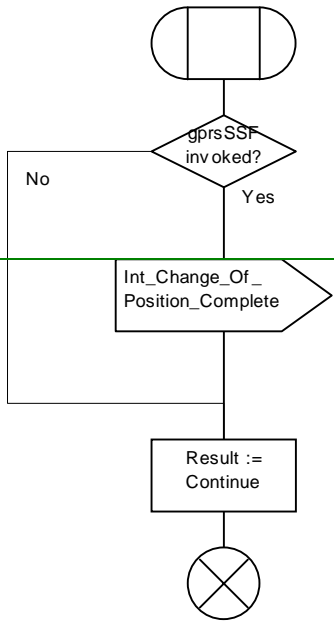 gprsSSF
invoked?
No
Yes
Int_Change_Of_
Position_Complete
Result :=
Continue